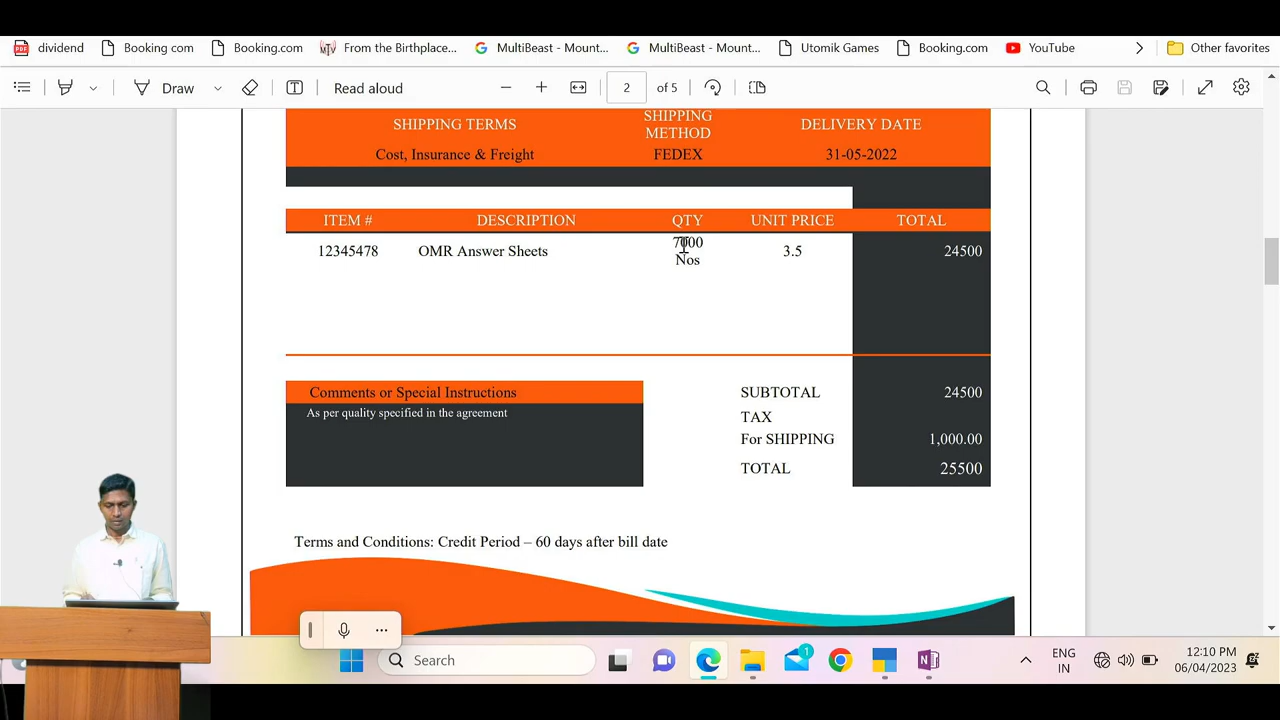 dividend Booking.com Booking.com From the Birthplace... MultiBeast - Mount... MultiBeast - Mount... Utomik Games Booking.com YouTube Other favorites
Draw Read aloud 2 of 5
SHIPPING TERMS SHIPPING METHOD DELIVERY DATE
Cost, Insurance & Freight FEDEX 31-05-2022
ITEM # DESCRIPTION QTY UNIT PRICE TOTAL
12345478 OMR Answer Sheets 7000 Nos 3.5 24500
Comments or Special Instructions SUBTOTAL 24500
As per quality specified in the agreement TAX
For SHIPPING 1,000.00
TOTAL 25500
Terms and Conditions: Credit Period – 60 days after bill date
Search 1 ENG 12:10 PM
IN 06/04/2023